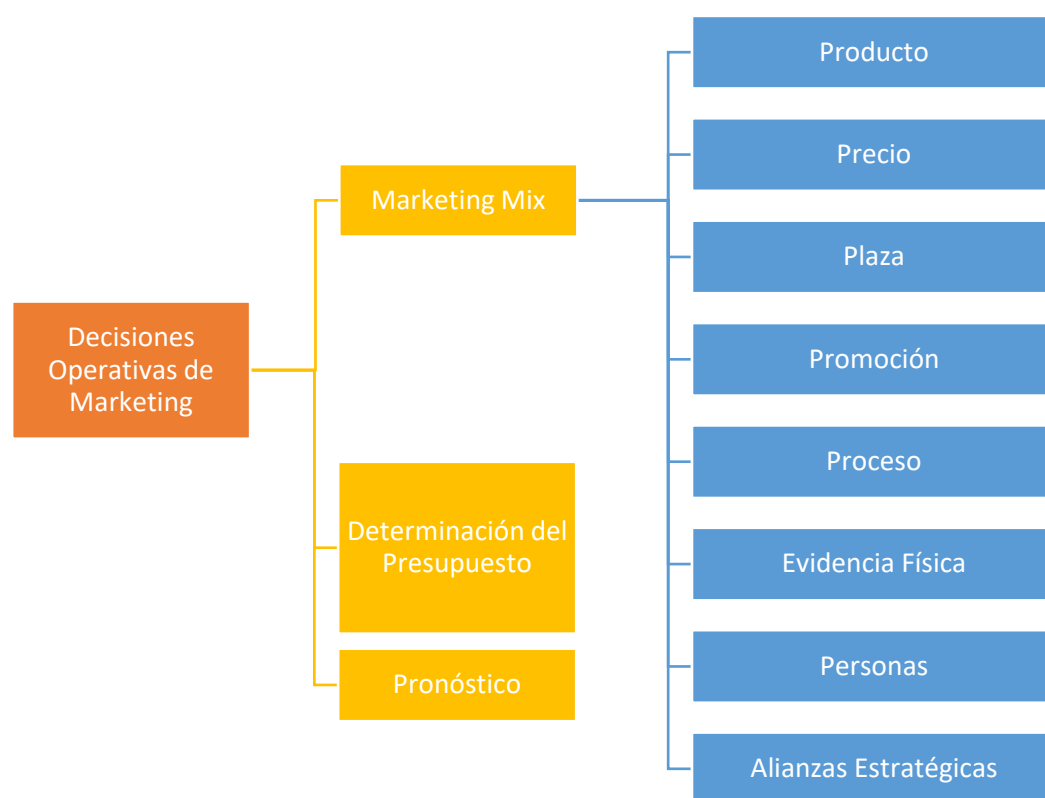 Decisiones
Operativas de
Marketing
Marketing Mix
Determinación del
Presupuesto
Pronóstico
Producto
Precio
Plaza
Promoción
Proceso
Evidencia Física
Personas
Alianzas Estratégicas